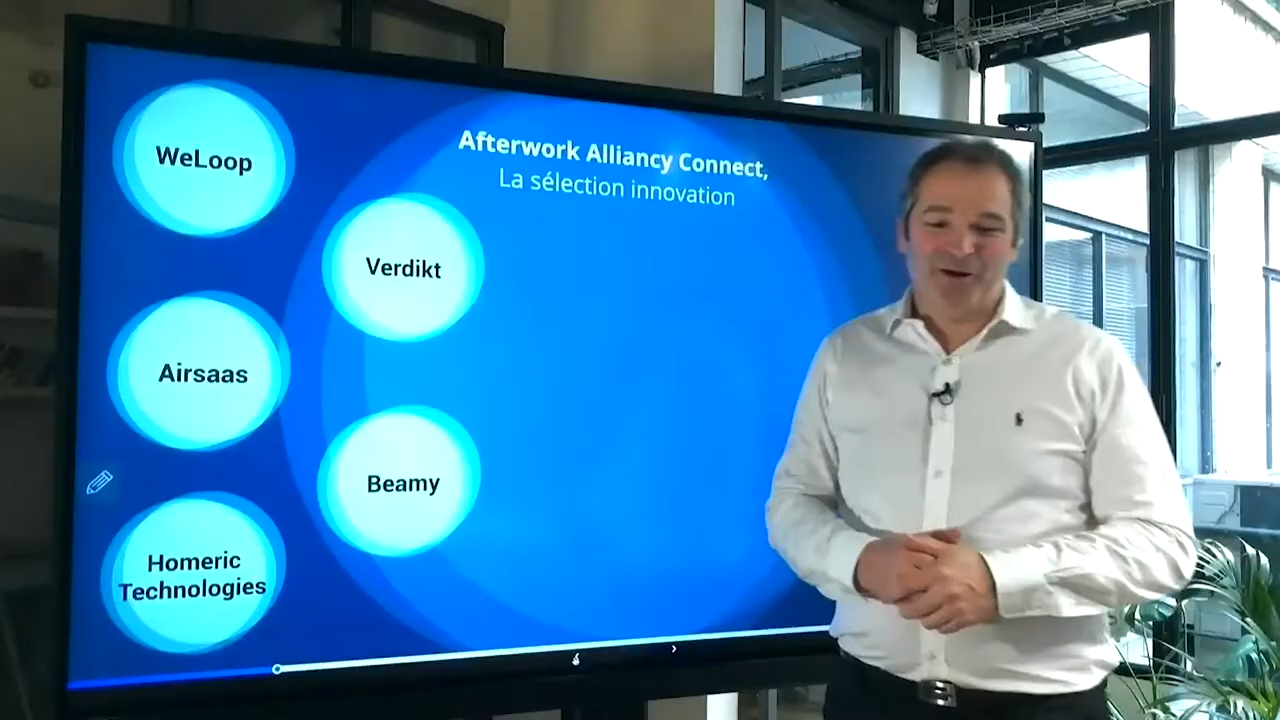 WeLoop
Afterwork Alliancy Connect,
La sélection innovation
Verdikt
Airsaas
Beamy
Homeric
Technologies